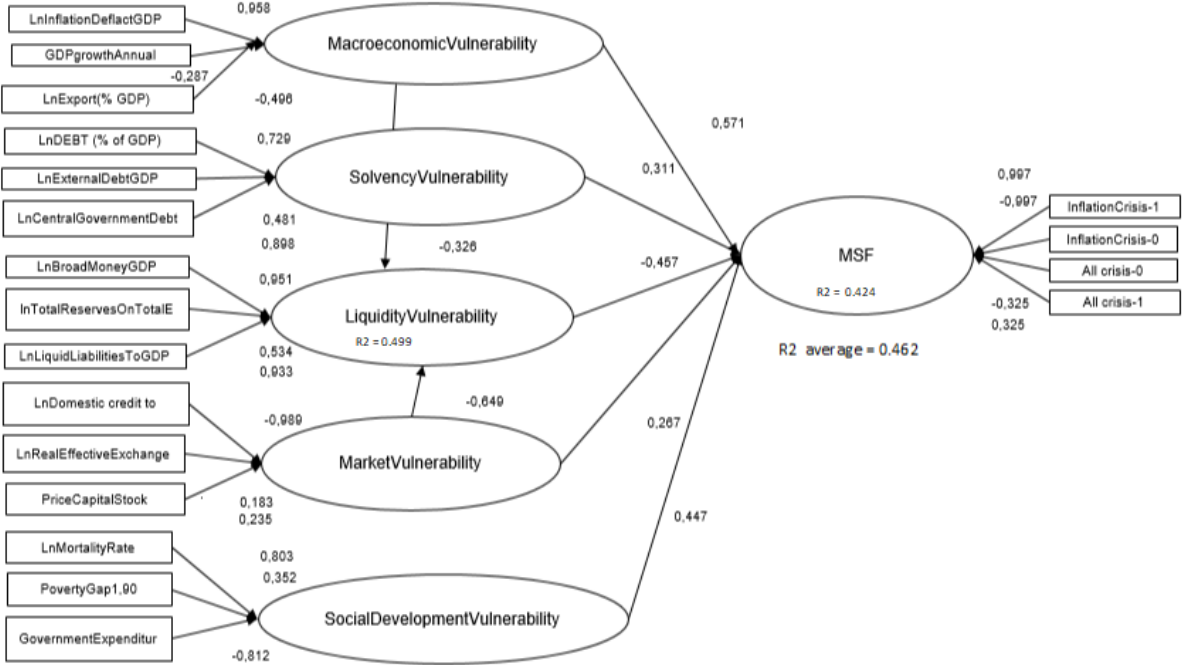 0,958
LnInflationDeflactGDP
MacroeconomicVulnerability
GDPgrowthAnnual
-0,287
LnExport(% GDP)
-0,496
0,571
LnDEBT (% of GDP)
0,729
0,311
SolvencyVulnerability
LnExternalDebtGDP
0,997
-0,997
InflationCrisis-1
LnCentralGovernmentDebt
0,481
0,898
-0,326
InflationCrisis-0
MSF
LnBroadMoneyGDP
0,951
-0,457
All crisis-0
R2 = 0.424
lnTotalReservesOnTotalE
LiquidityVulnerability
-0,325
All crisis-1
0,325
R2 = 0.499
LnLiquidLiabilitiesToGDP
0,534
0,933
R2 average = 0.462
LnDomestic credit to
-0,989
-0,649
0,267
LnRealEffectiveExchange
MarketVulnerability
PriceCapitalStock
0,183
0,235
0,447
LnMortalityRate
0,803
0,352
PovertyGap1,90
SocialDevelopmentVulnerability
GovernmentExpenditur
-0,812